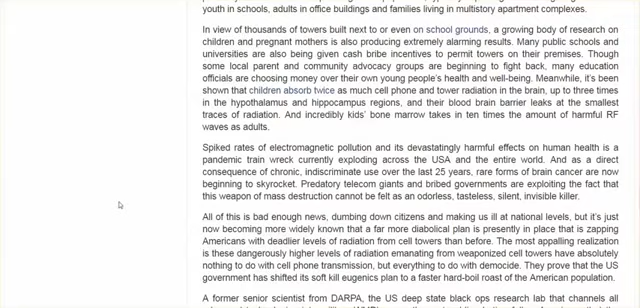 youth in schools, adults in office buildings and families living in multistory apartment complexes.
In view of thousands of towers built next to or even on school grounds, a growing body of research on
children and pregnant mothers is also producing extremely alarming results. Many public schools and
universities are also being given cash bribe incentives to permit towers on their premises. Though
some local parent and community advocacy groups are beginning to fight back, many education
officials are choosing money over their own young people's health and well-being. Meanwhile, it's been
shown that children absorb twice as much cell phone and tower radiation in the brain, up to three times
in the hypothalamus and hippocampus regions, and their blood brain barrier leaks at the smallest
traces of radiation. And incredibly kids' bone marrow takes in ten times the amount of harmful RF
waves as adults.
Spiked rates of electromagnetic pollution and its devastatingly harmful effects on human health is a
pandemic train wreck currently exploding across the USA and the entire world. And as a direct
consequence of chronic, indiscriminate use over the last 25 years, rare forms of brain cancer are now
beginning to skyrocket. Predatory telecom giants and bribed governments are exploiting the fact that
this weapon of mass destruction cannot be felt as an odorless, tasteless, silent, invisible killer.
All of this is bad enough news, dumbing down citizens and making us ill at national levels, but it's just
now becoming more widely known that a far more diabolical plan is presently in place that is zapping
Americans with deadlier levels of radiation from cell towers than before. The most appalling realization
is these dangerously higher levels of radiation emanating from weaponized cell towers have absolutely
nothing to do with cell phone transmission, but everything to do with democide. They prove that the US
government has shifted its soft kill eugenics plan to a faster hard-boil roast of the American population.
A former senior scientist from DARPA, the US deep state black ops research lab that channels all